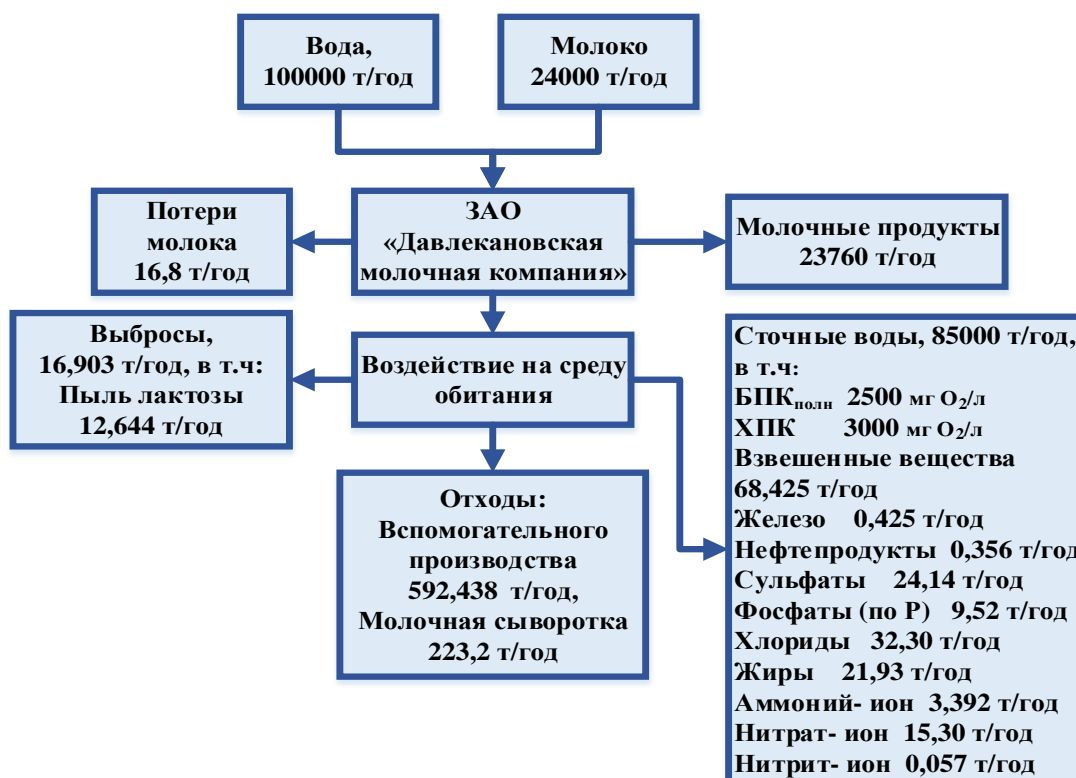 Вода,
100000 т/год
Молоко
24000 т/год
Потери
молока
16,8 т/год
ЗАО
«Давлекановская
молочная компания»
Молочные продукты
23760 т/год
Выбросы,
16,903 т/год, в т.ч:
Пыль лактозы
12,644 т/год
Воздействие на среду
обитания
Отходы:
Вспомогательного
производства
592,438 т/год,
Молочная сыворотка
223,2 т/год
Сточные воды, 85000 т/год,
в т.ч:
БПКполн 2500 мг O2/л
ХПК 3000 мг O2/л
Взвешенные вещества
68,425 т/год
Железо 0,425 т/год
Нефтепродукты 0,356 т/год
Сульфаты 24,14 т/год
Фосфаты (по Р) 9,52 т/год
Хлориды 32,30 т/год
Жиры 21,93 т/год
Аммоний- ион 3,392 т/год
Нитрат- ион 15,30 т/год
Нитрит- ион 0,057 т/год